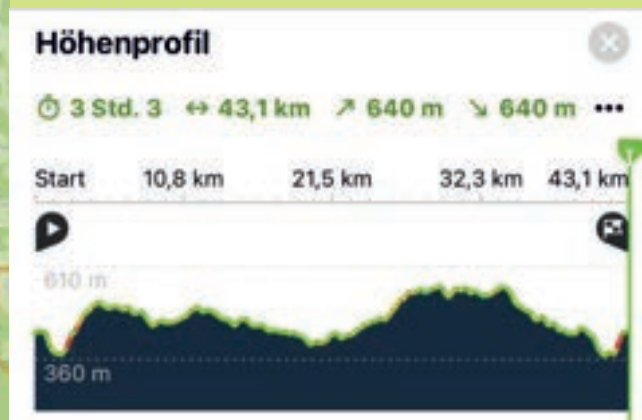 Höhenprofil
3 Std. 3 ↔ 43,1 km ↗ 640 m ↘ 640 m •••
Start 10,8 km 21,5 km 32,3 km 43,1 km
610 m
360 m